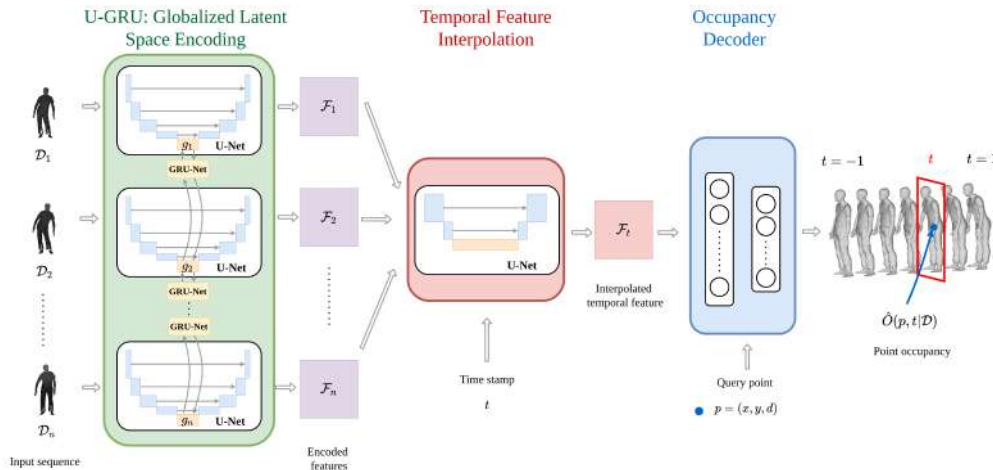 U-GRU: Globalized Latent
Space Encoding
Temporal Feature
Interpolation
Occupancy
Decoder
𝒟₁
𝒢₁
U-Net
GRU-Net
ℱ₁
𝒟₂
𝒢₂
U-Net
GRU-Net
GRU-Net
ℱ₂
𝒟ₙ
𝒢ₙ
U-Net
ℱₙ
Input sequence
Encoded
features
U-Net
Time stamp
t
ℱₜ
Interpolated
temporal feature
Query point
p = (x, y, d)
t = −1
t
t = 1
Ô(p, t|𝒟)
Point occupancy